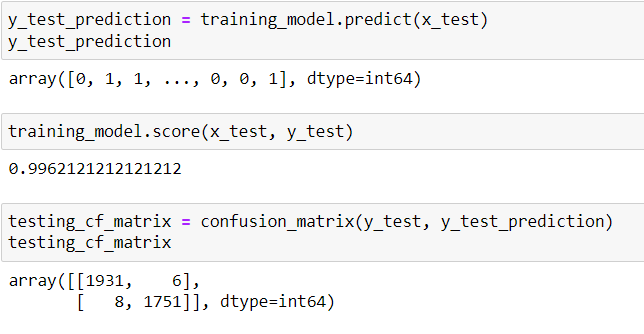 y_test_prediction = training_model.predict(x_test)
y_test_prediction
array([0, 1, 1, ..., 0, 0, 1], dtype=int64)
training_model.score(x_test, y_test)
0.9962121212121212
testing_cf_matrix = confusion_matrix(y_test, y_test_prediction)
testing_cf_matrix
array([[1931,    6],
       [   8, 1751]], dtype=int64)